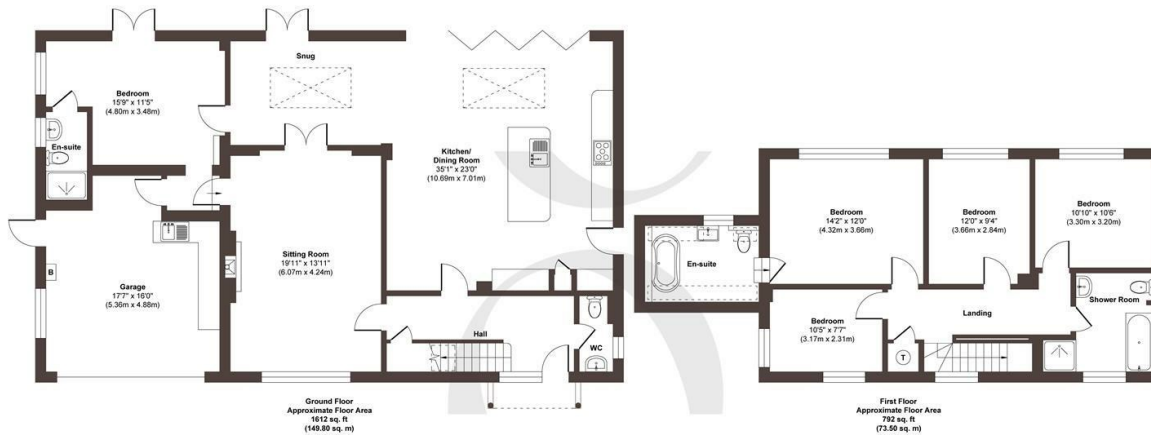 Snug
Bedroom
15'9" x 11'5"
(4.80m x 3.48m)
En-suite
Kitchen/
Dining Room
35'1" x 23'0"
(10.69m x 7.01m)
Sitting Room
19'11" x 13'11"
(6.07m x 4.24m)
B
Garage
17'7" x 16'0"
(5.36m x 4.88m)
Hall
WC
Ground Floor
Approximate Floor Area
1612 sq. ft
(149.80 sq. m)
Bedroom
14'2" x 12'0"
(4.32m x 3.66m)
Bedroom
12'0" x 9'4"
(3.66m x 2.84m)
Bedroom
10'10" x 10'6"
(3.30m x 3.20m)
En-suite
Shower Room
Landing
Bedroom
10'5" x 7'7"
(3.17m x 2.31m)
T
First Floor
Approximate Floor Area
792 sq. ft
(73.50 sq. m)